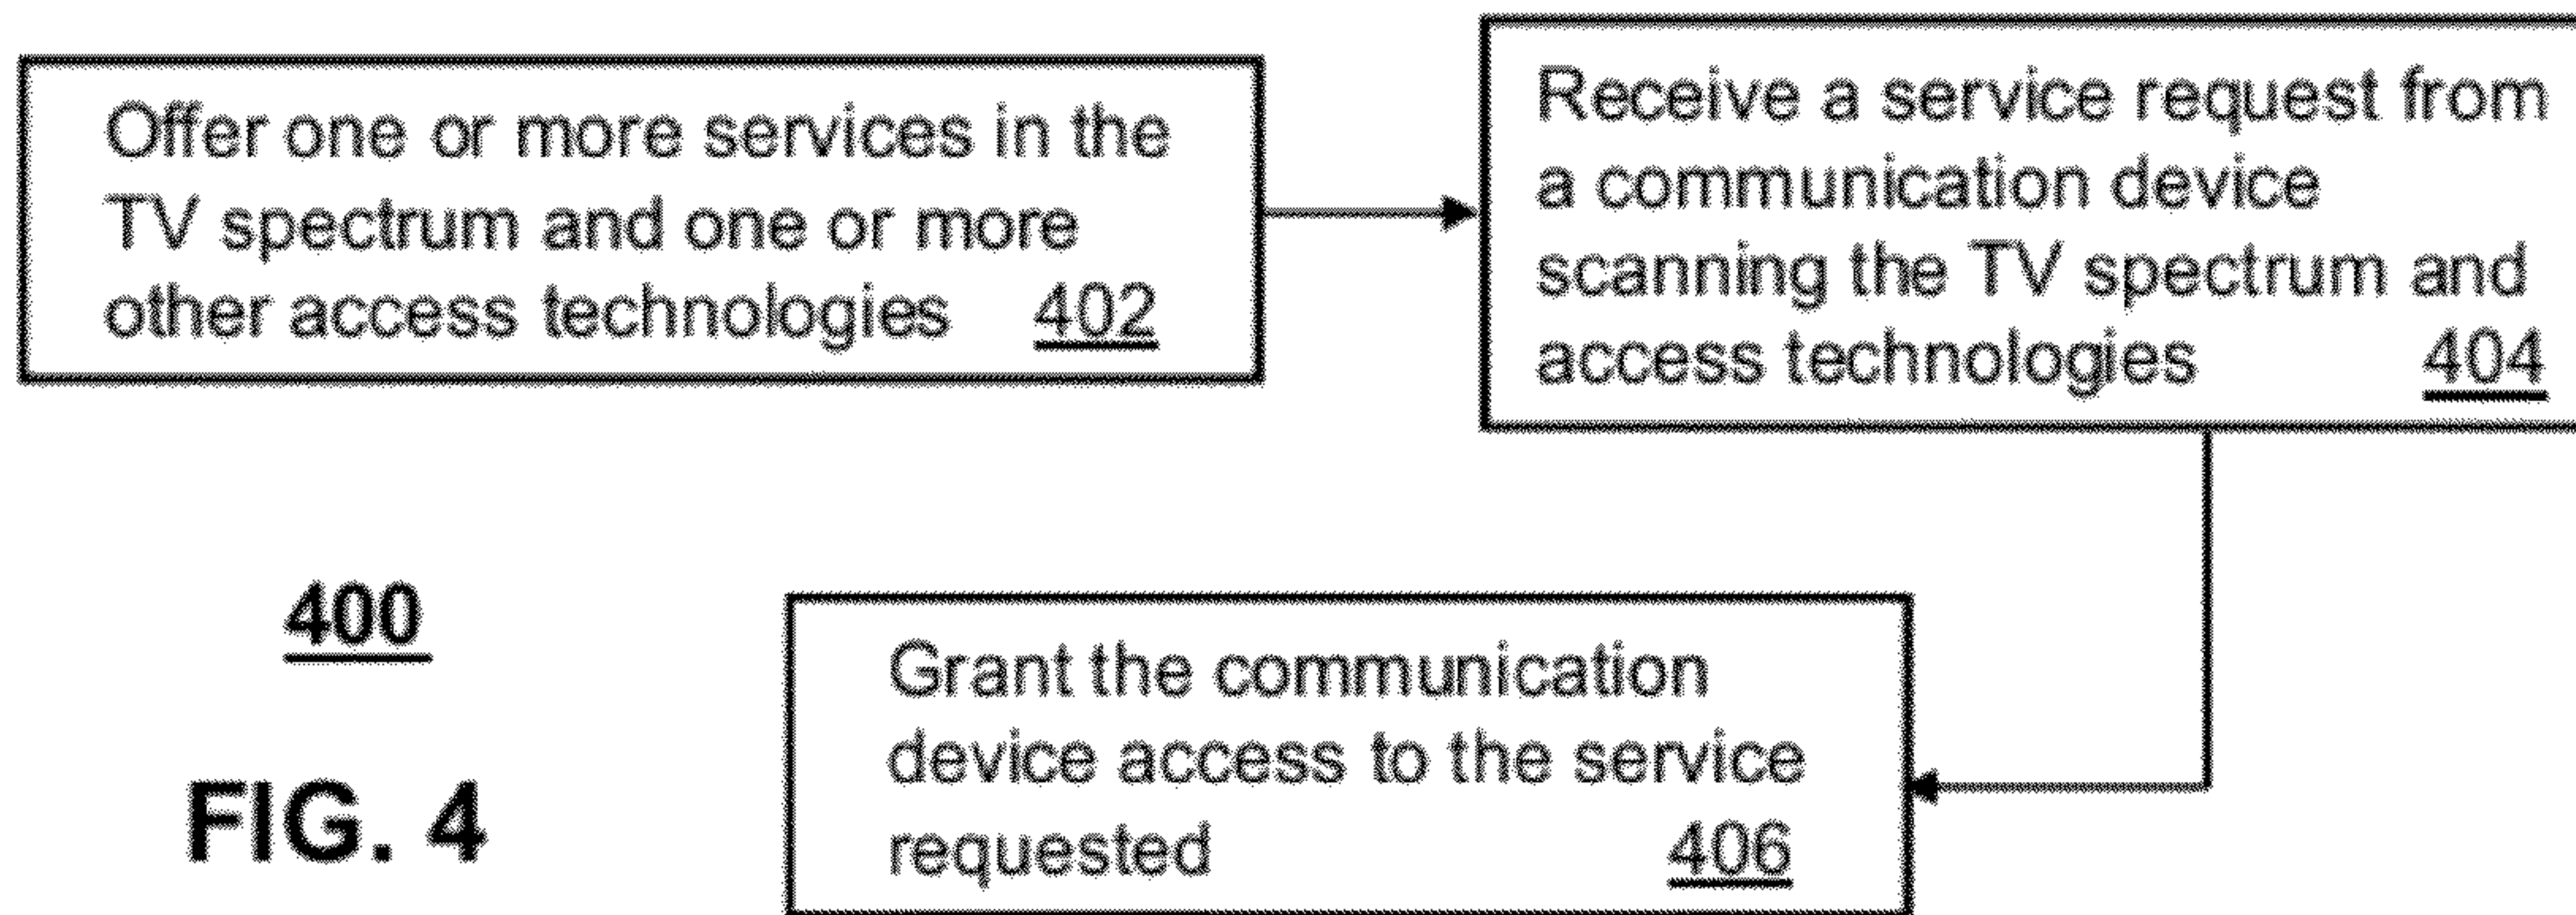 Offer one or more services in the
TV spectrum and one or more
other access technologies 402
Receive a service request from
a communication device
scanning the TV spectrum and
access technologies 404
Grant the communication
device access to the service
requested 406
400
FIG. 4